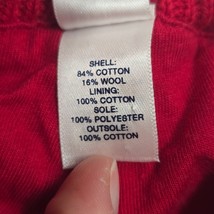 SHELL:
84% COTTON
16% WOOL
LINING:
100% COTTON
SOLE:
100% POLYESTER
OUTSOLE:
100% COTTON